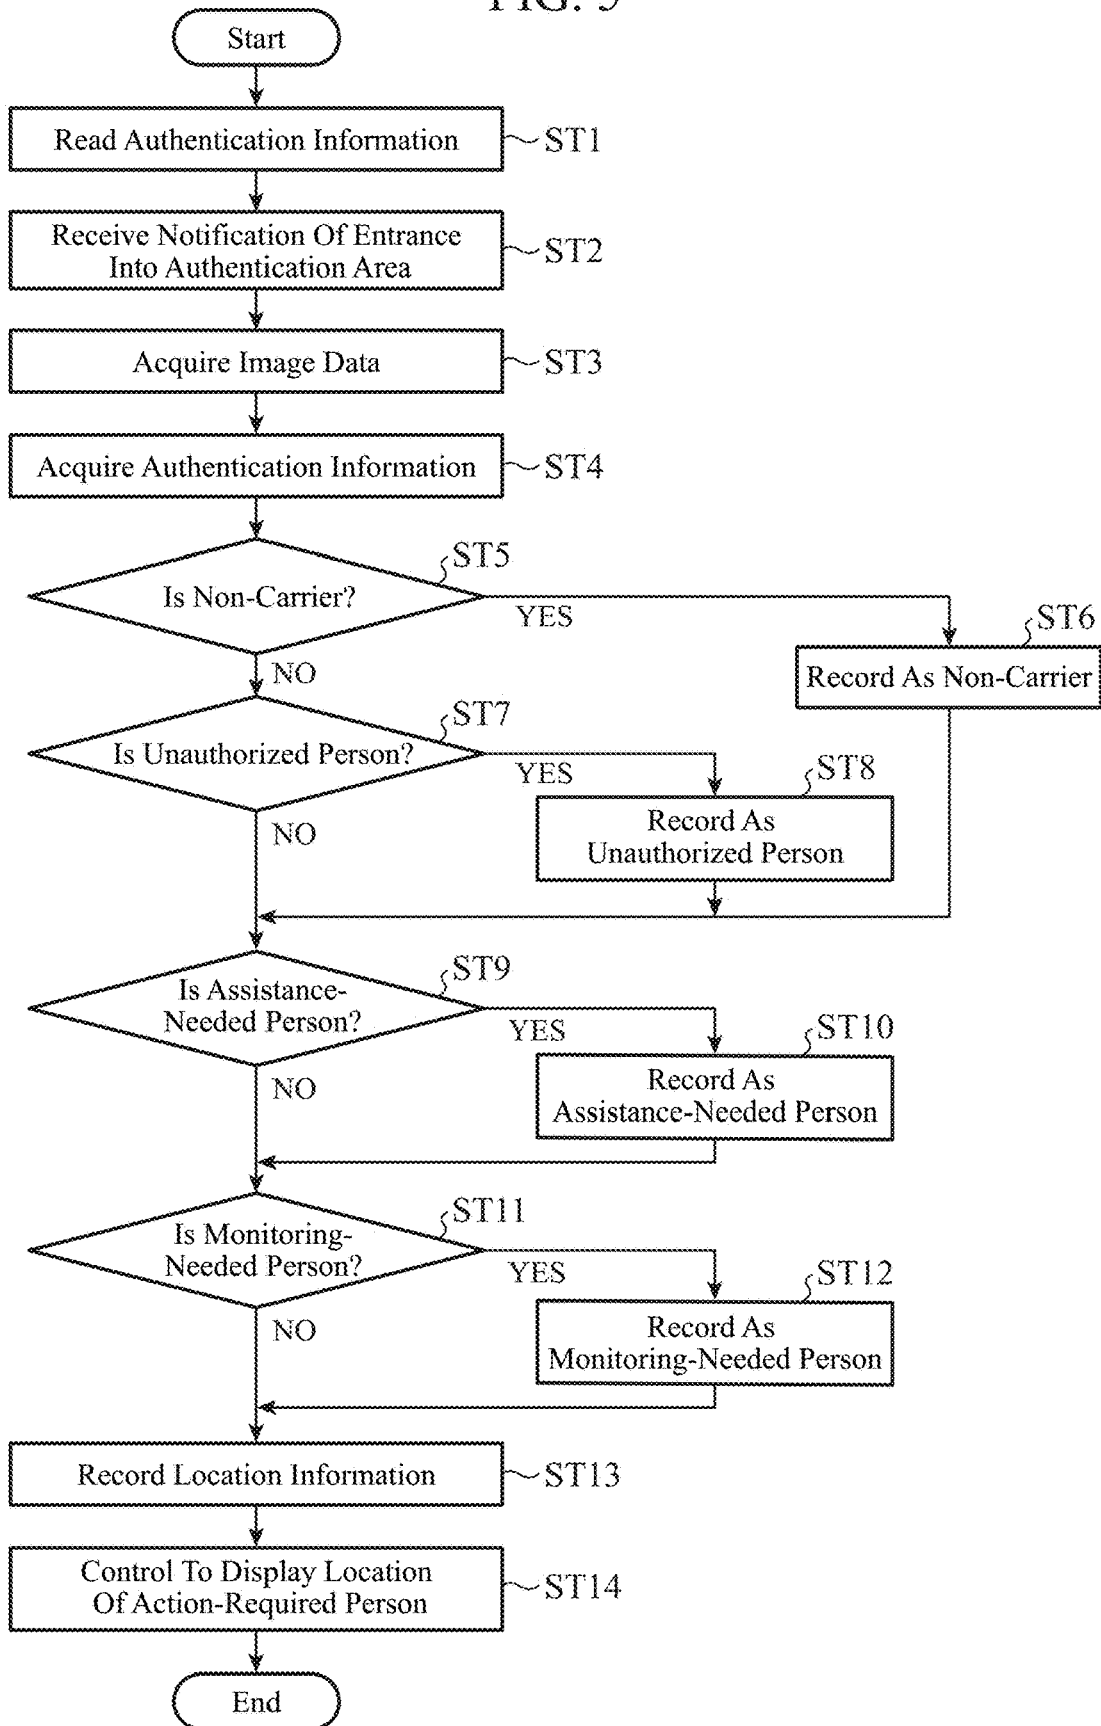 FIG. 5
Start
Read Authentication Information
ST1
Receive Notification Of Entrance
Into Authentication Area
ST2
Acquire Image Data
ST3
Acquire Authentication Information
ST4
ST5
Is Non-Carrier?
YES
ST6
Record As Non-Carrier
NO
ST7
Is Unauthorized Person?
YES
ST8
Record As
Unauthorized Person
NO
ST9
Is Assistance-
Needed Person?
YES
ST10
Record As
Assistance-Needed Person
NO
ST11
Is Monitoring-
Needed Person?
YES
ST12
Record As
Monitoring-Needed Person
NO
Record Location Information
ST13
Control To Display Location
Of Action-Required Person
ST14
End